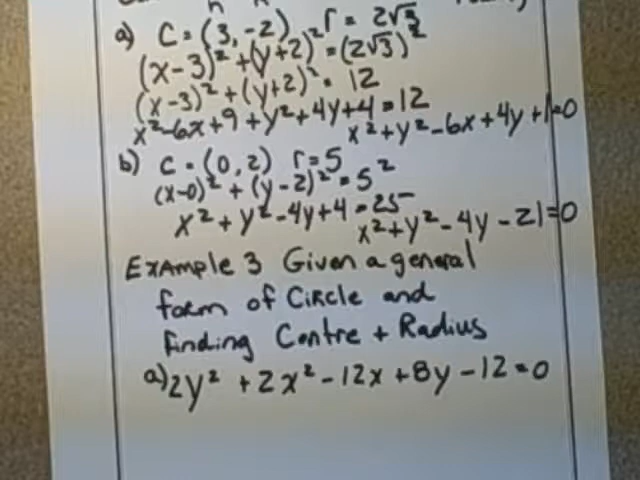 a) C = (3, -2) r = 2√3
(x-3)² + (y+2)² = (2√3)²
(x-3)² + (y+2)² = 12
x²-6x+9+y²+4y+4=12
x²+y²-6x+4y+1=0
b) C = (0, 2) r=5
(x-0)² + (y-2)² = 5²
x²+y²-4y+4=25
x²+y²-4y-21=0
Example 3 Given a general
form of Circle and
finding Centre + Radius
a) 2y² + 2x² - 12x + 8y - 12 = 0